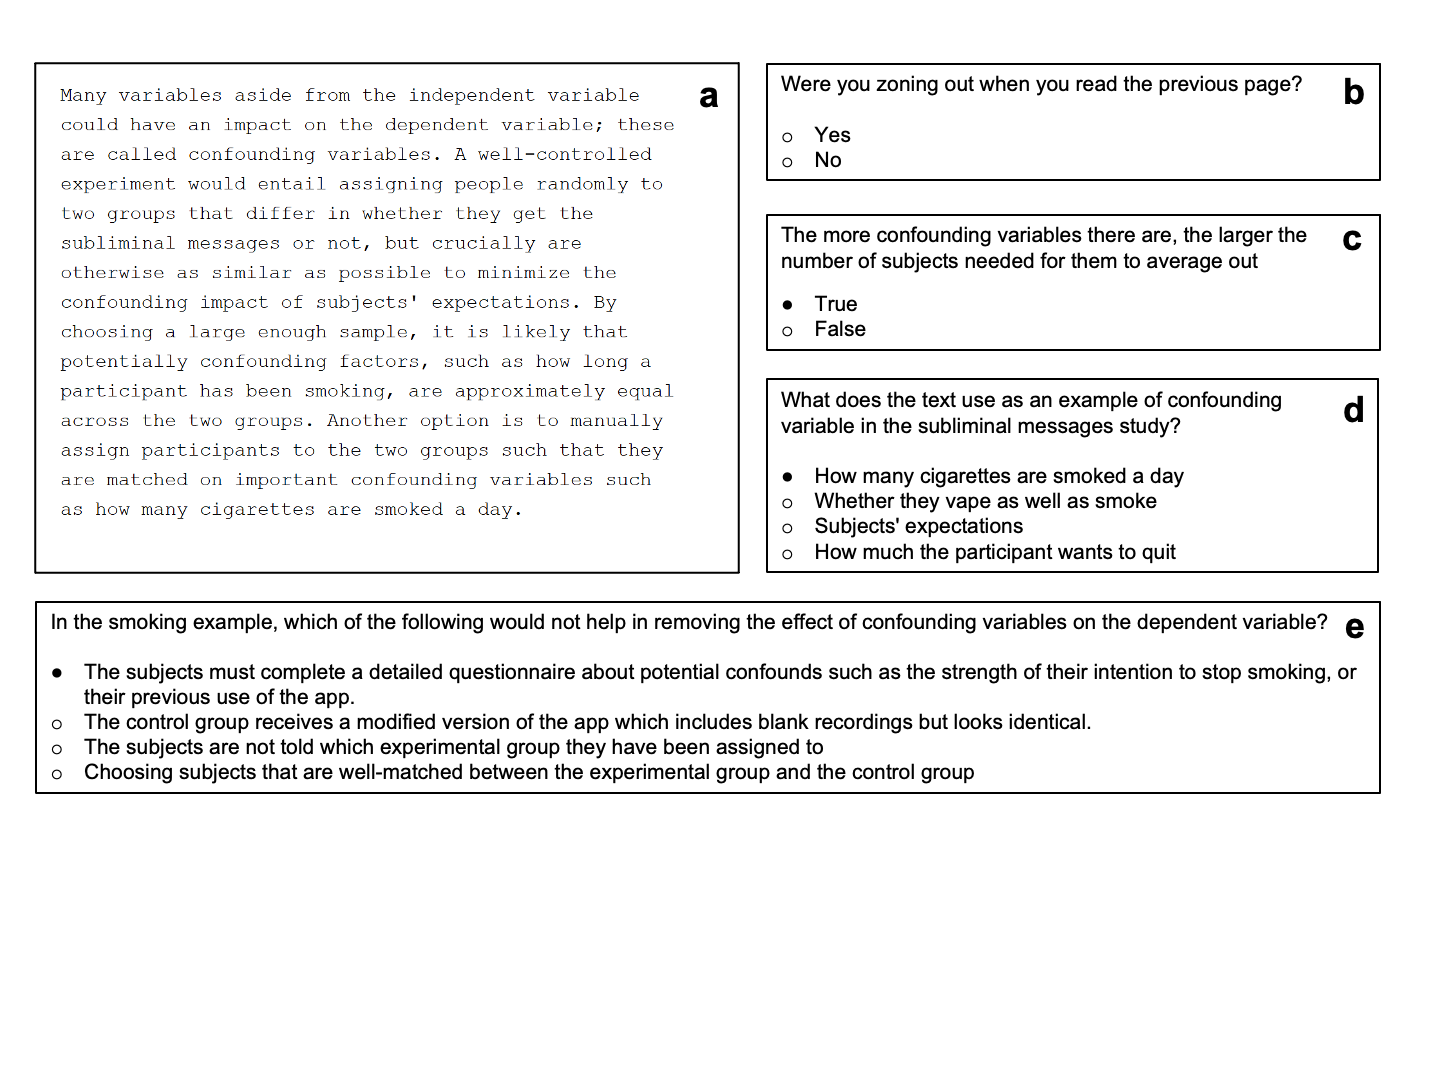 Many variables aside from the independent variable
could have an impact on the dependent variable; these
are called confounding variables. A well-controlled
experiment would entail assigning people randomly to
two groups that differ in whether they get the
subliminal messages or not, but crucially are
otherwise as similar as possible to minimize the
confounding impact of subjects' expectations. By
choosing a large enough sample, it is likely that
potentially confounding factors, such as how long a
participant has been smoking, are approximately equal
across the two groups. Another option is to manually
assign participants to the two groups such that they
are matched on important confounding variables such
as how many cigarettes are smoked a day.
a
Were you zoning out when you read the previous page?
b
Yes
No
The more confounding variables there are, the larger the
number of subjects needed for them to average out
c
True
False
What does the text use as an example of confounding
variable in the subliminal messages study?
d
How many cigarettes are smoked a day
Whether they vape as well as smoke
Subjects' expectations
How much the participant wants to quit
In the smoking example, which of the following would not help in removing the effect of confounding variables on the dependent variable?
e
The subjects must complete a detailed questionnaire about potential confounds such as the strength of their intention to stop smoking, or
their previous use of the app.
The control group receives a modified version of the app which includes blank recordings but looks identical.
The subjects are not told which experimental group they have been assigned to
Choosing subjects that are well-matched between the experimental group and the control group